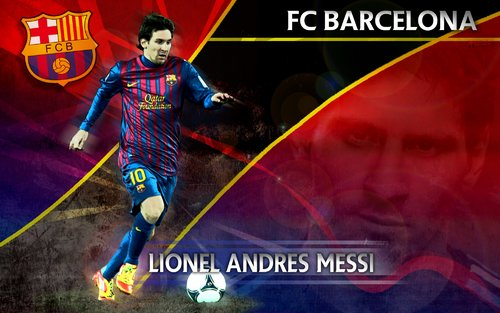 FC BARCELONA
FCB
Qatar
Foundation
10
LIONEL ANDRES MESSI